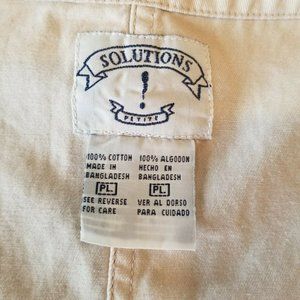 SOLUTIONS
PETITE
100% COTTON
MADE IN
BANGLADESH
PL.
SEE REVERSE
FOR CARE
100% ALGODON
HECHO EN
BANGLADESH
PL.
VER AL DORSO
PARA CUIDADO